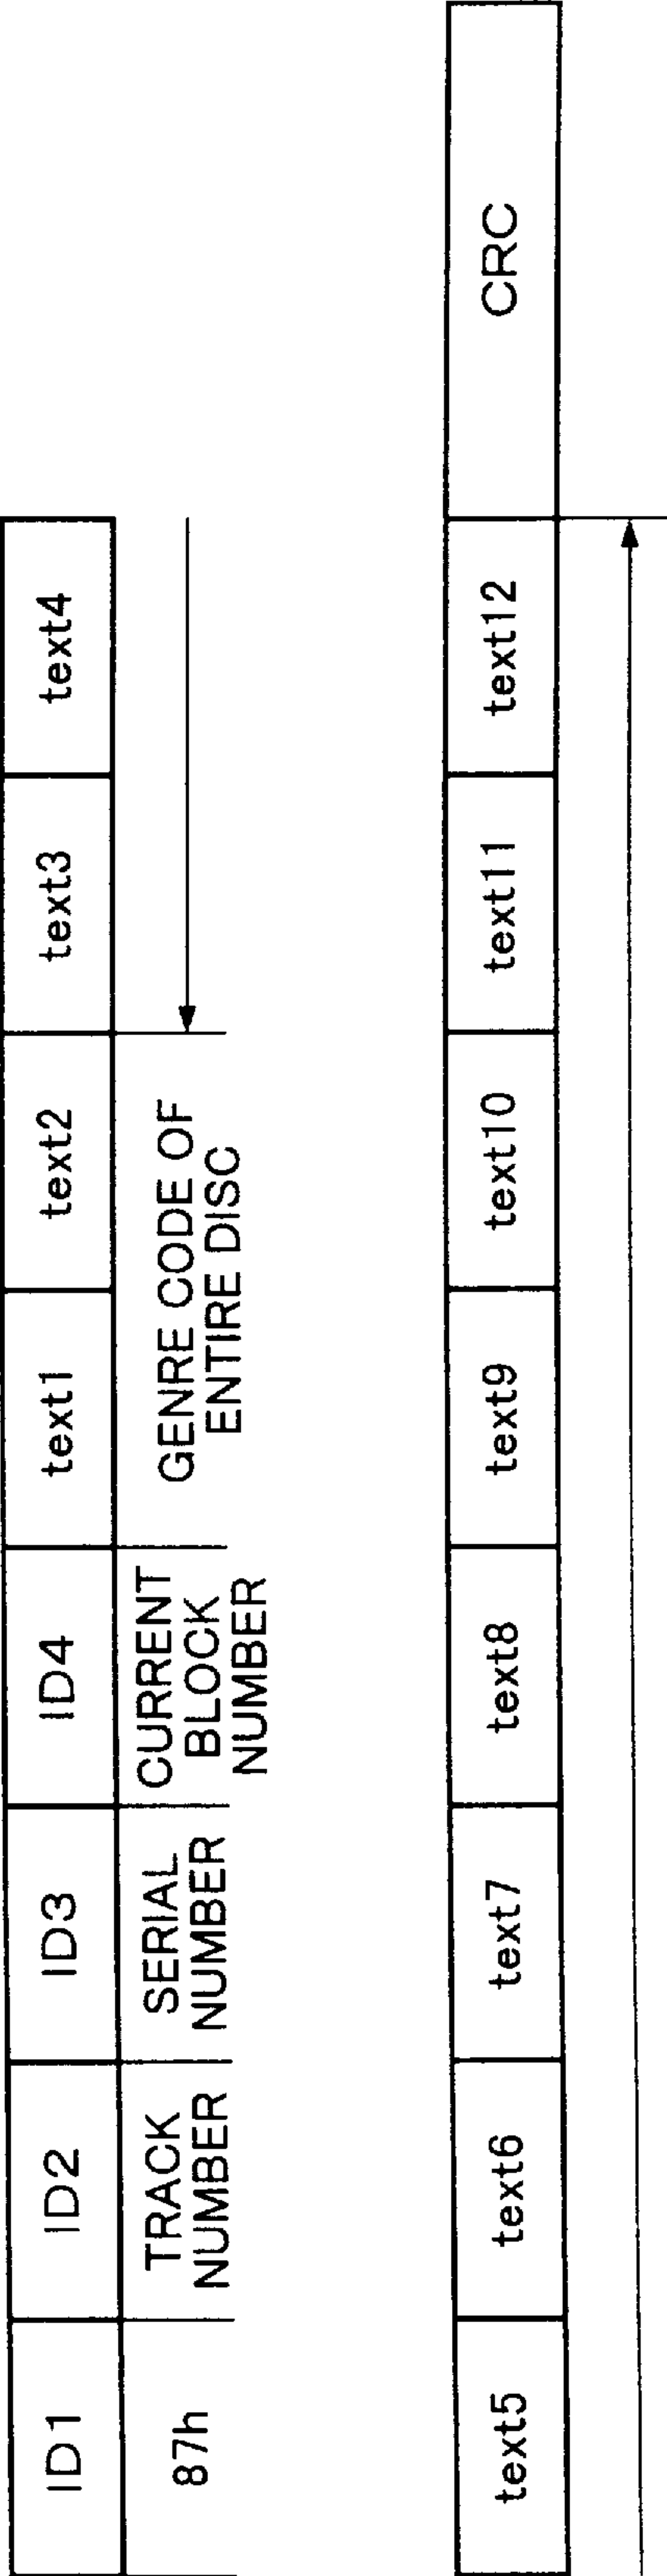 ID1
ID2
ID3
ID4
text1
text2
text3
text4
87h
TRACK
NUMBER
SERIAL
NUMBER
CURRENT
BLOCK
NUMBER
GENRE CODE OF
ENTIRE DISC
text5
text6
text7
text8
text9
text10
text11
text12
CRC